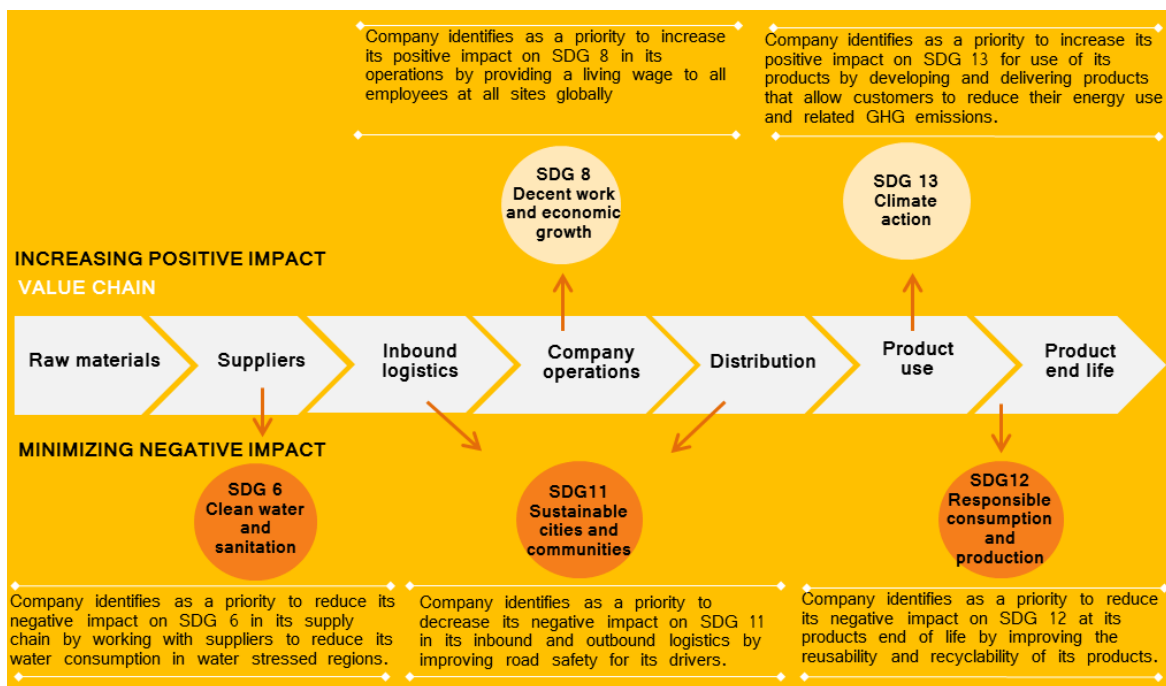 Company identifies as a priority to increase
its positive impact on SDG 8 in its
operations by providing a living wage to all
employees at all sites globally
Company identifies as a priority to increase its
positive impact on SDG 13 for use of its
products by developing and delivering products
that allow customers to reduce their energy use
and related GHG emissions.
SDG 8
Decent work
and economic
growth
SDG 13
Climate
action
INCREASING POSITIVE IMPACT
VALUE CHAIN
Raw materials
Suppliers
Inbound
logistics
Company
operations
Distribution
Product
use
Product
end life
MINIMIZING NEGATIVE IMPACT
SDG 6
Clean water
and
sanitation
SDG11
Sustainable
cities and
communities
SDG12
Responsible
consumption
and
production
Company identifies as a priority to reduce its
negative impact on SDG 6 in its supply
chain by working with suppliers to reduce its
water consumption in water stressed regions.
Company identifies as a priority to
decrease its negative impact on SDG 11
in its inbound and outbound logistics by
improving road safety for its drivers.
Company identifies as a priority to reduce
its negative impact on SDG 12 at its
products end of life by improving the
reusability and recyclability of its products.